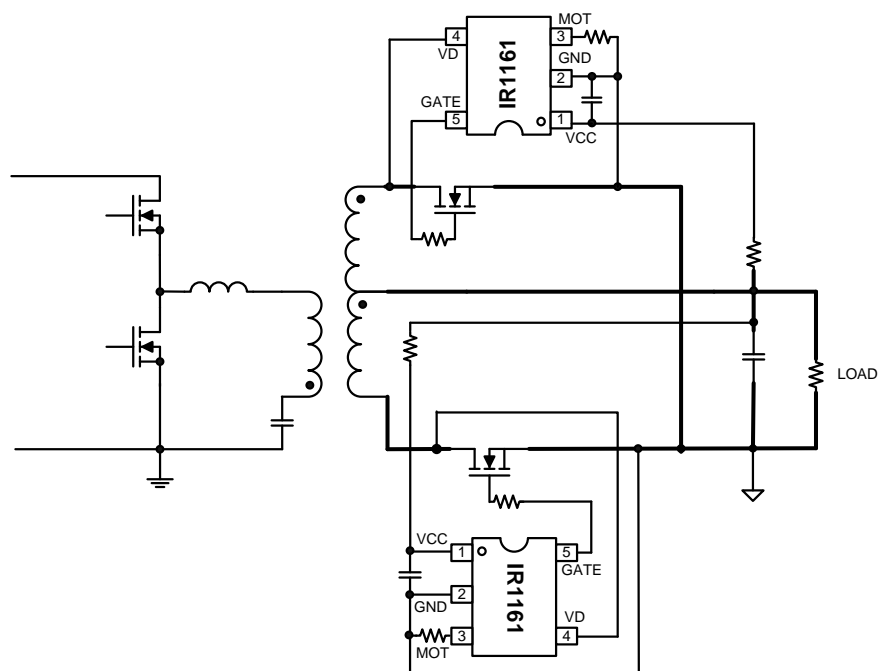 MOT
4
3
VD
GND
IR1161
2
GATE
5
1
VCC
LOAD
VCC
1
5
GATE
IR1161
GND
2
VD
3
4
MOT